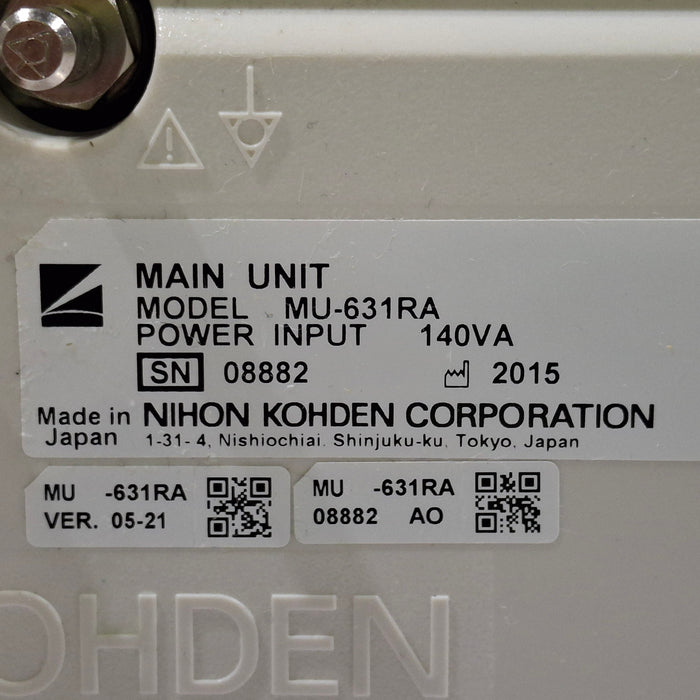 MAIN UNIT
MODEL MU-631RA
POWER INPUT 140VA
SN 08882 2015
Made in Japan NIHON KOHDEN CORPORATION
1-31-4, Nishiochiai. Shinjuku-ku, Tokyo, Japan
MU -631RA
VER. 05-21
MU -631RA
08882 AO
OHDEN